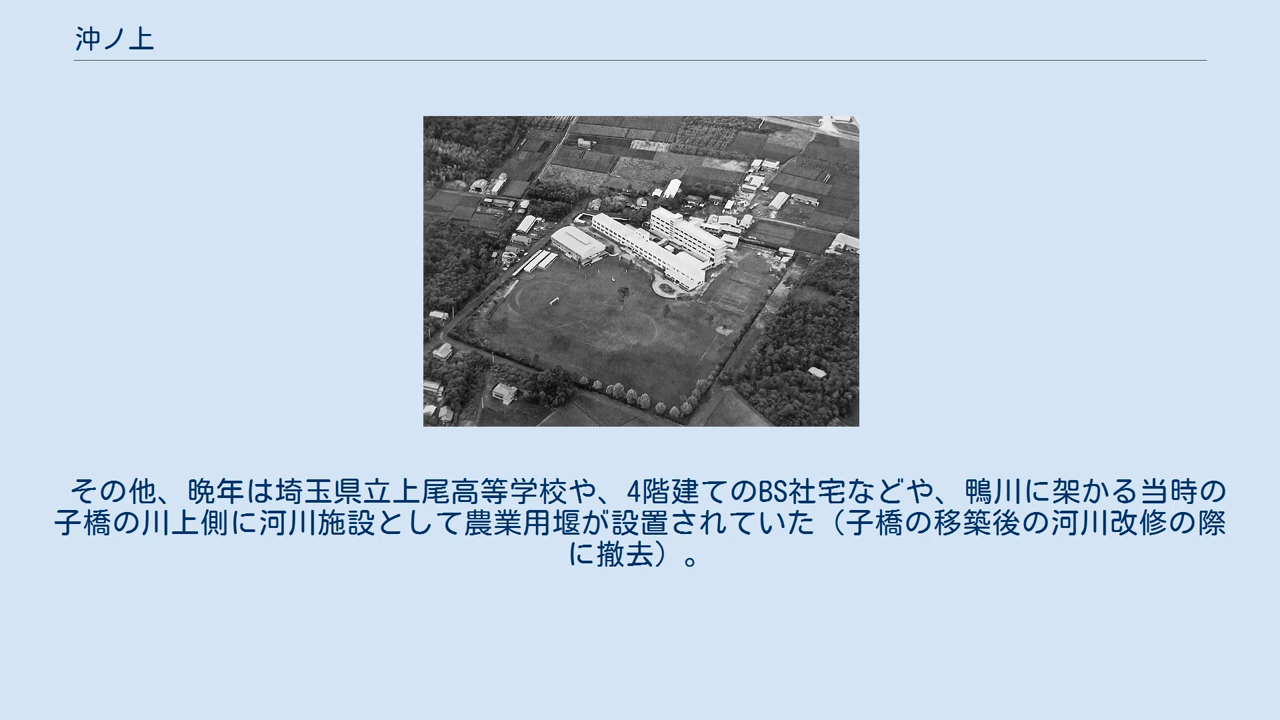 沖ノ上
その他、晩年は埼玉県立上尾高等学校や、4階建てのBS社宅などや、鴨川に架かる当時の
子橋の川上側に河川施設として農業用堰が設置されていた（子橋の移築後の河川改修の際
に撤去）。